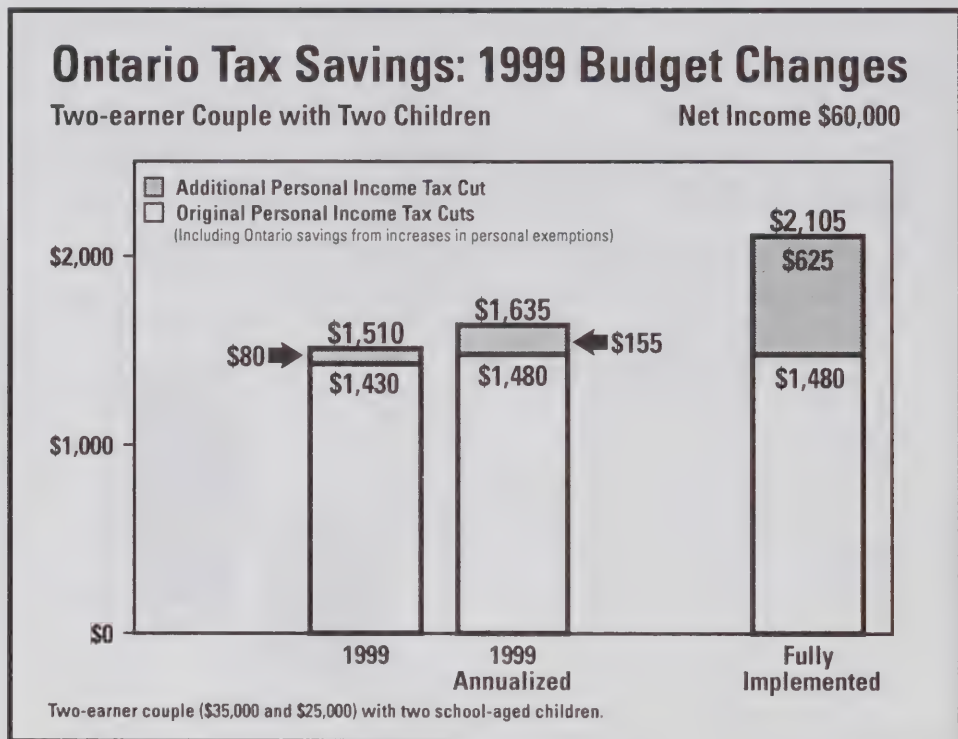 Ontario Tax Savings: 1999 Budget Changes
Two-earner Couple with Two Children Net Income $60,000
Additional Personal Income Tax Cut
Original Personal Income Tax Cuts
(Including Ontario savings from increases in personal exemptions)
$2,000
$1,000
$0
$1,510
$80
$1,430
$1,635
$155
$1,480
$2,105
$625
$1,480
1999
1999
Annualized
Fully
Implemented
Two-earner couple ($35,000 and $25,000) with two school-aged children.